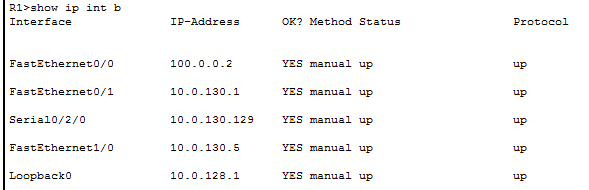 R1>show ip int b
Interface IP-Address OK? Method Status Protocol
FastEthernet0/0 100.0.0.2 YES manual up up
FastEthernet0/1 10.0.130.1 YES manual up up
Serial0/2/0 10.0.130.129 YES manual up up
FastEthernet1/0 10.0.130.5 YES manual up up
Loopback0 10.0.128.1 YES manual up up